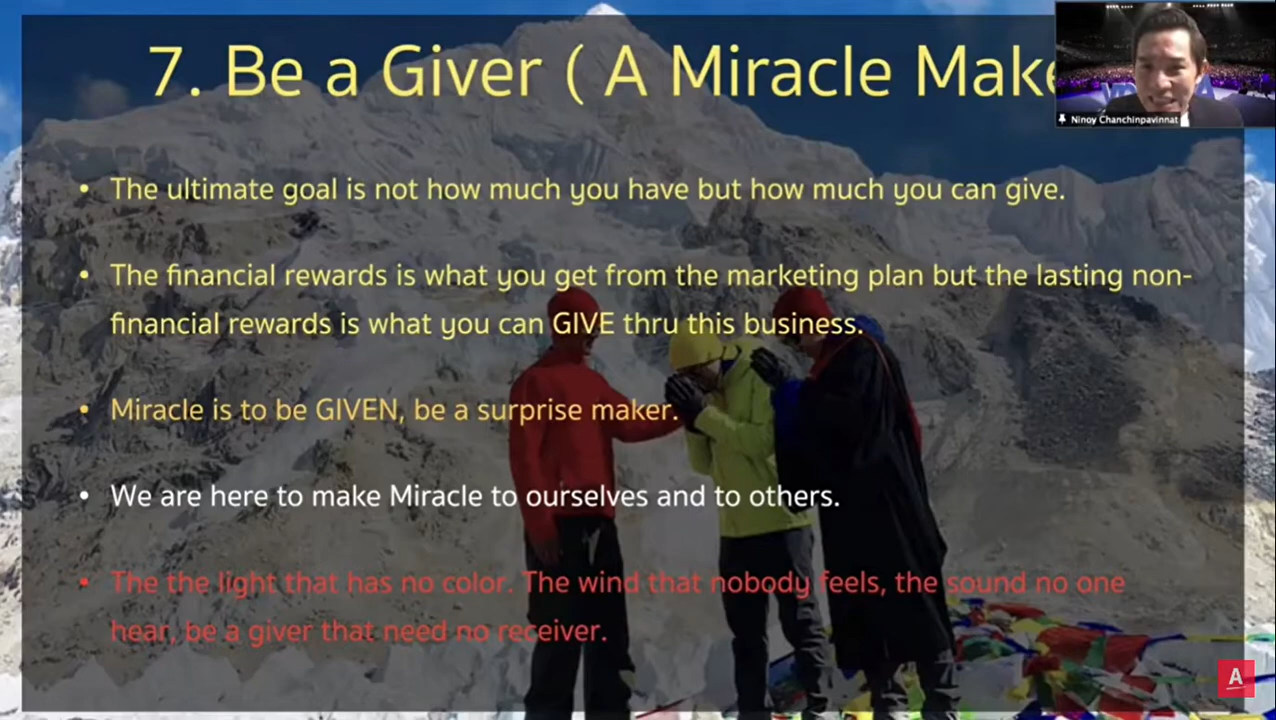 7. Be a Giver ( A Miracle Make
Ninoy Chanchinpavinnat
• The ultimate goal is not how much you have but how much you can give.
• The financial rewards is what you get from the marketing plan but the lasting non-
financial rewards is what you can GIVE thru this business.
• Miracle is to be GIVEN, be a surprise maker.
• We are here to make Miracle to ourselves and to others.
• The the light that has no color. The wind that nobody feels, the sound no one
hear, be a giver that need no receiver.
A